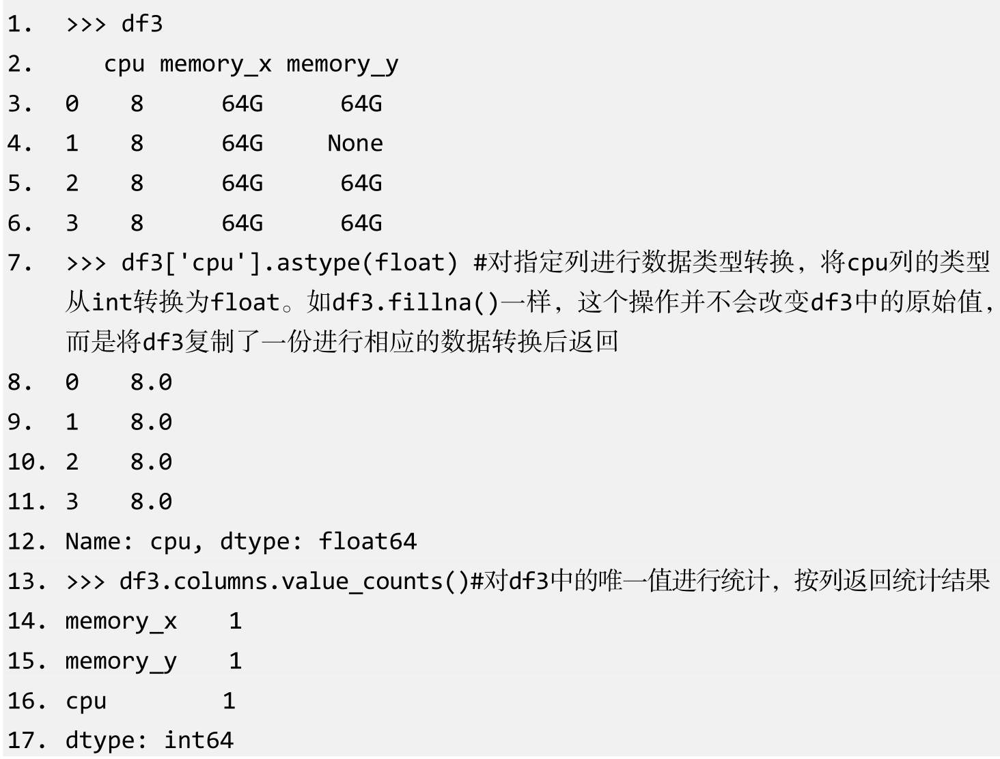 1. >>> df3
2.    cpu memory_x memory_y
3. 0    8      64G      64G
4. 1    8      64G     None
5. 2    8      64G      64G
6. 3    8      64G      64G
7. >>> df3['cpu'].astype(float) #对指定列进行数据类型转换，将cpu列的类型
从int转换为float。如df3.fillna()一样，这个操作并不会改变df3中的原始值，
而是将df3复制了一份进行相应的数据转换后返回
8. 0    8.0
9. 1    8.0
10. 2    8.0
11. 3    8.0
12. Name: cpu, dtype: float64
13. >>> df3.columns.value_counts()#对df3中的唯一值进行统计，按列返回统计结果
14. memory_x    1
15. memory_y    1
16. cpu         1
17. dtype: int64